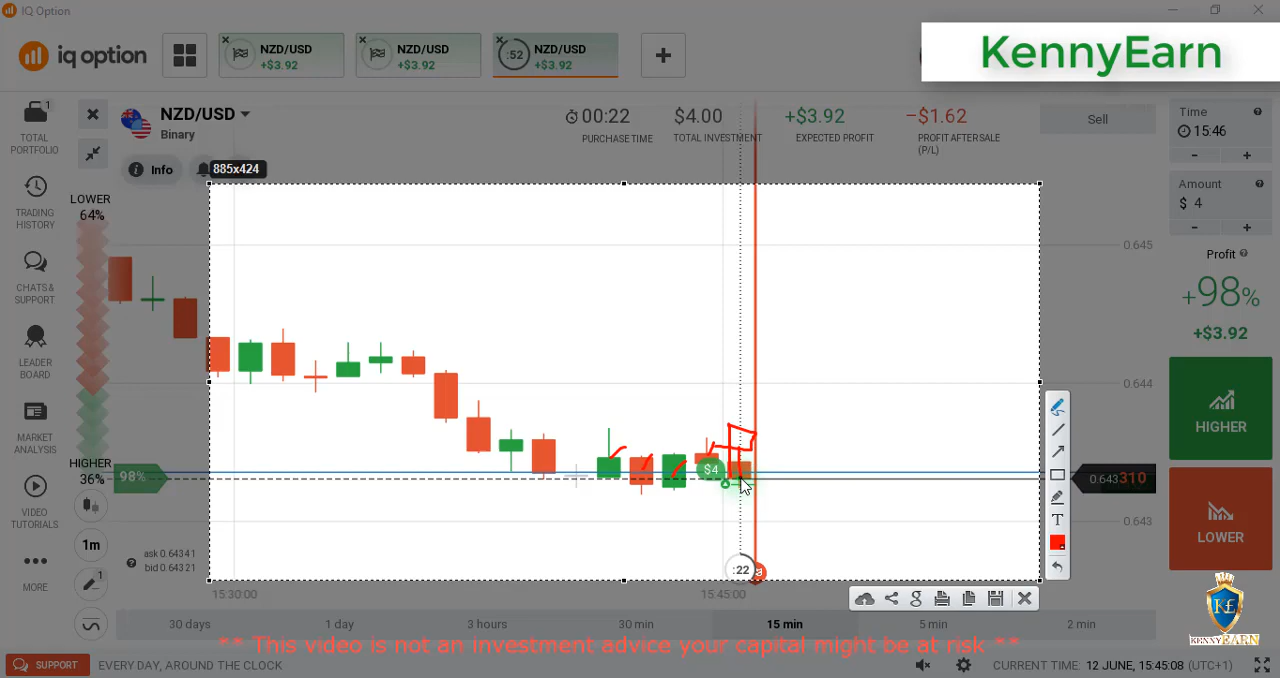 IQ Option
iq option
NZD/USD
+$3.92
NZD/USD
+$3.92
:52
NZD/USD
+$3.92
KennyEarn
1
TOTAL
PORTFOLIO
TRADING
HISTORY
CHATS &
SUPPORT
LEADER
BOARD
MARKET
ANALYSIS
VIDEO
TUTORIALS
MORE
NZD/USD
Binary
Info
00:22
PURCHASE TIME
$4.00
TOTAL INVESTMENT
+$3.92
EXPECTED PROFIT
−$1.62
PROFIT AFTER SALE
(P/L)
Sell
885x424
LOWER
64%
HIGHER
36%
98%
1m
1
ask 0.64341
bid 0.64321
$4
:22
0.645
0.644
0.643310
0.643
T
g
15:30:00
15:45:00
30 days
1 day
3 hours
30 min
15 min
5 min
2 min
Time
15:46
-
+
Amount
$ 4
-
+
Profit
+98%
+$3.92
HIGHER
LOWER
KE
KENNYEARN
** This video is not an investment advice your capital might be at risk **
SUPPORT
EVERY DAY, AROUND THE CLOCK
CURRENT TIME: 12 JUNE, 15:45:08 (UTC+1)